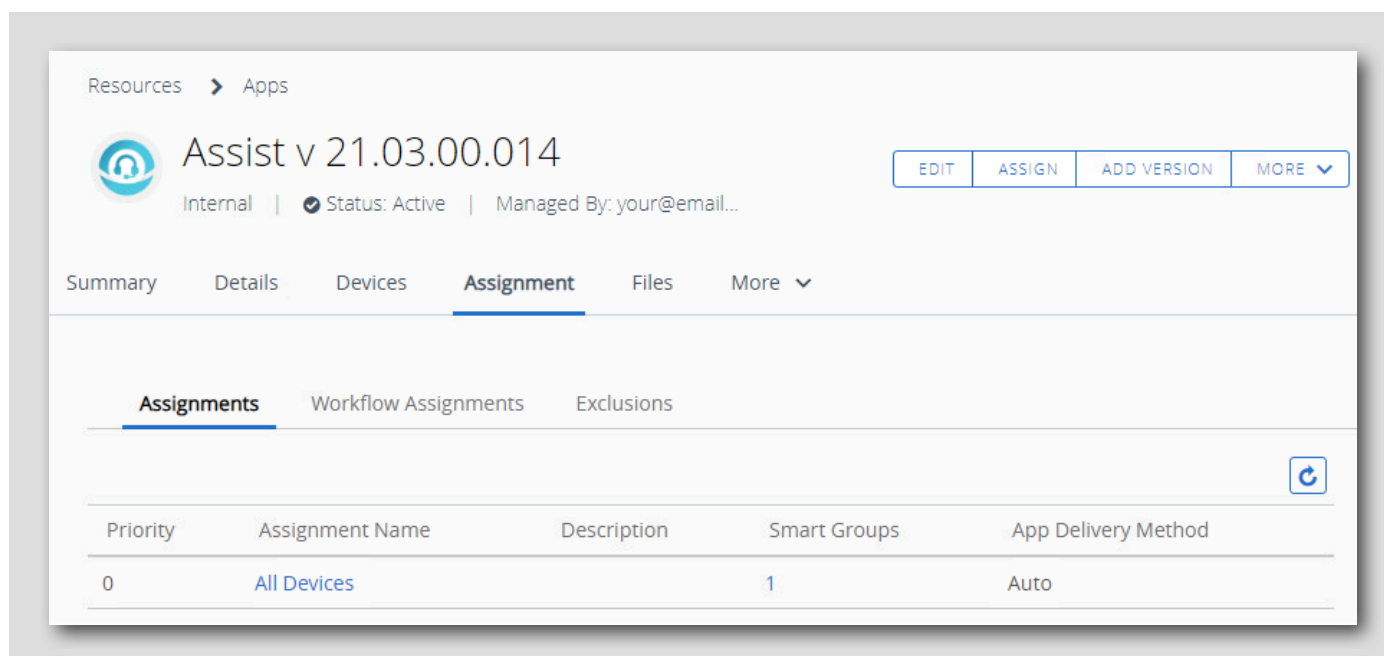 Resources > Apps
Assist v 21.03.00.014
EDIT ASSIGN ADD VERSION MORE
Internal | Status: Active | Managed By: your@email...
Summary Details Devices Assignment Files More
Assignments Workflow Assignments Exclusions
Priority Assignment Name Description Smart Groups App Delivery Method
0 All Devices 1 Auto